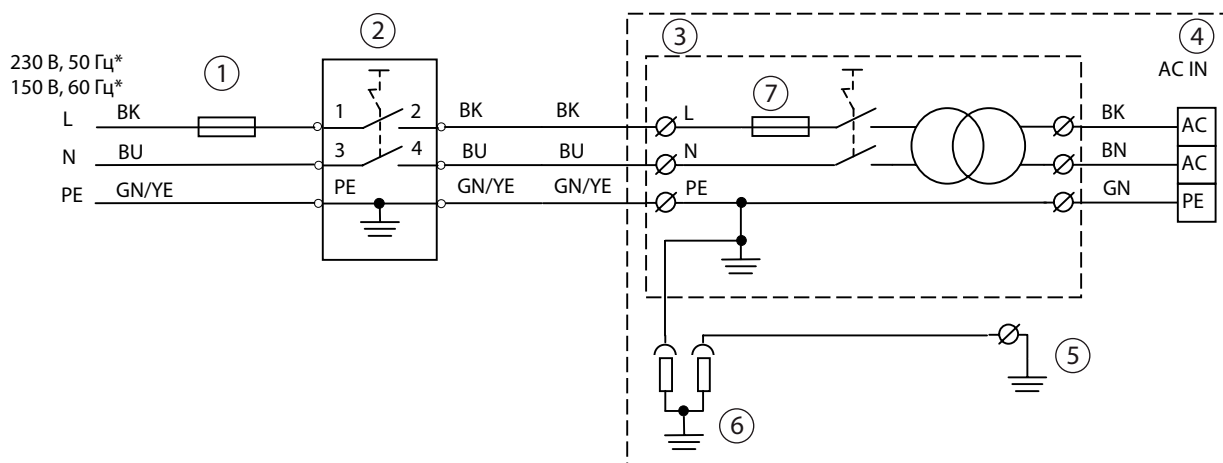 230 В, 50 Гц*
150 В, 60 Гц*
1
2
3
4
AC IN
7
L BK 1 2 BK BK L BK AC
N BU 3 4 BU BU N BN AC
PE GN/YE PE GN/YE GN/YE PE GN PE
5
6